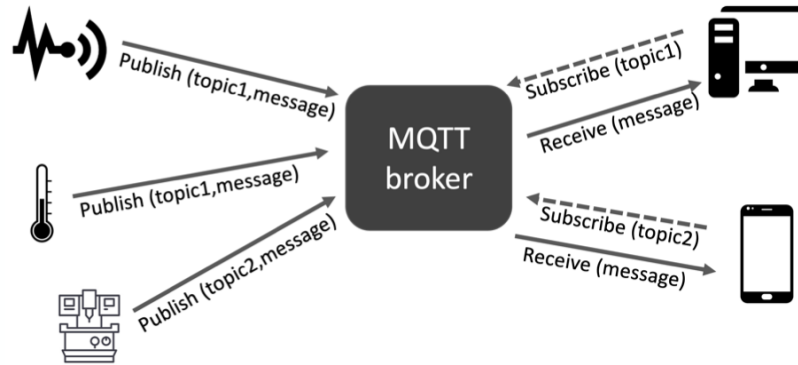 Publish (topic1,message)
Subscribe (topic1)
Receive (message)
MQTT
broker
Publish (topic1,message)
Subscribe (topic2)
Receive (message)
Publish (topic2,message)